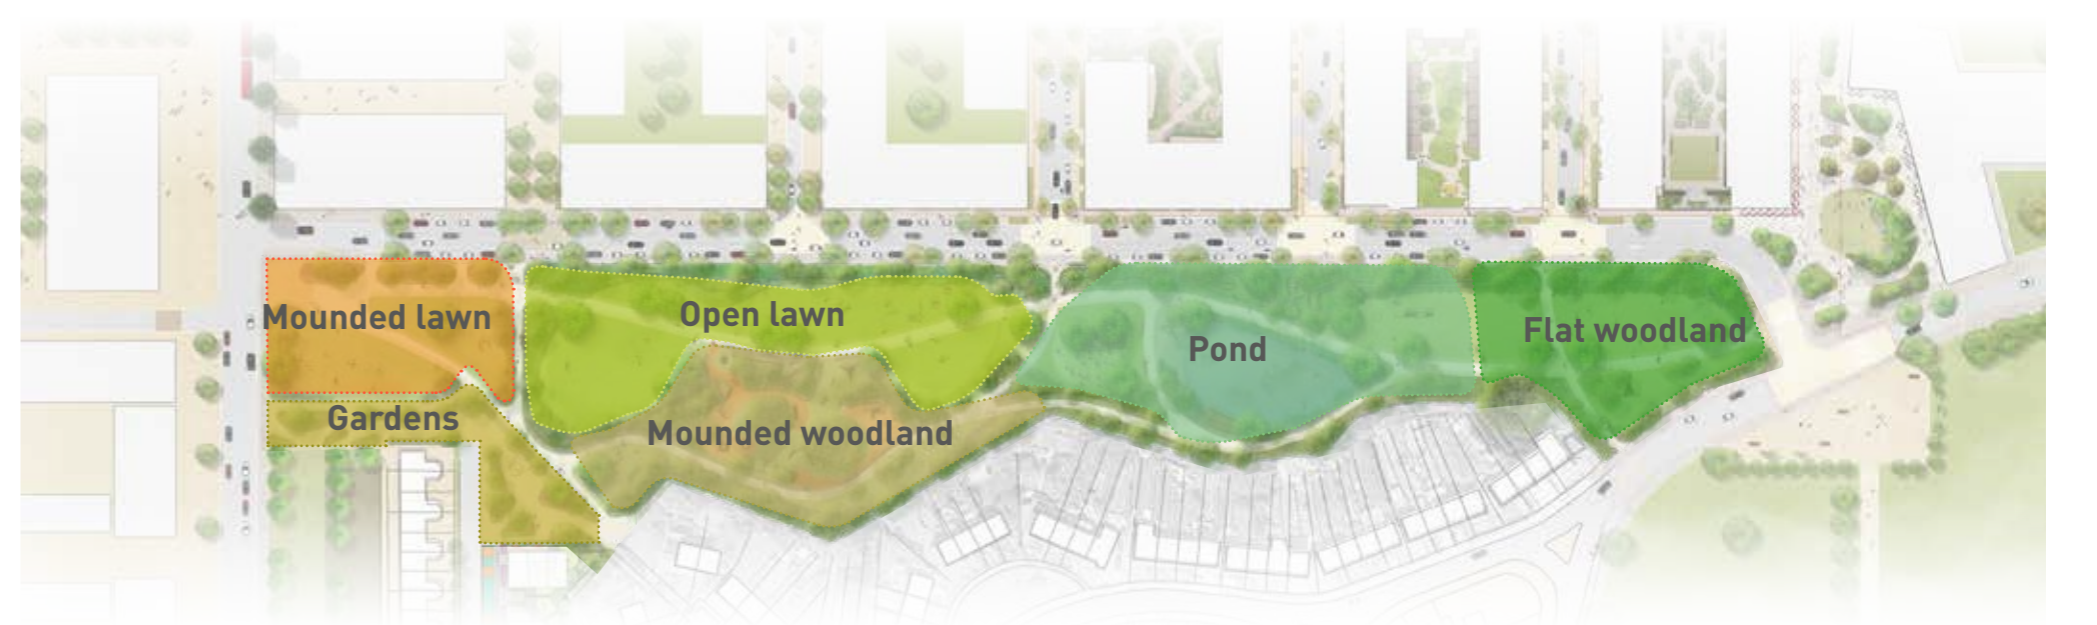 Mounded lawn
Open lawn
Pond
Flat woodland
Gardens
Mounded woodland